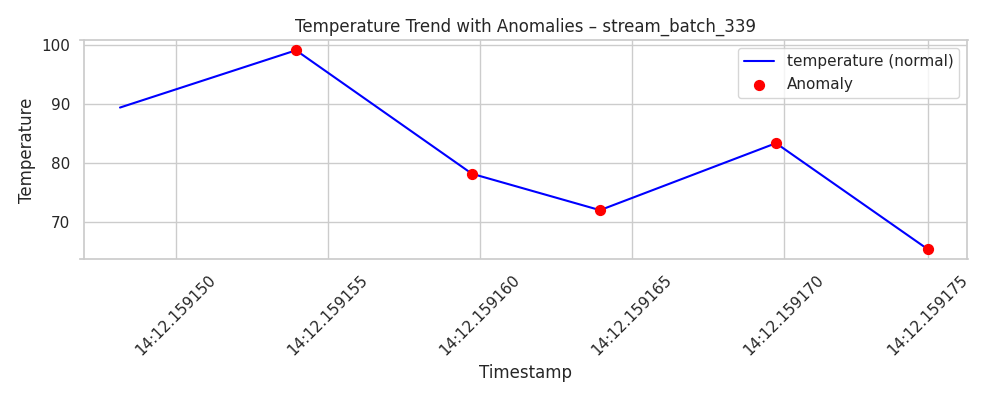 Temperature Trend with Anomalies – stream_batch_339
temperature (normal)
Anomaly
Temperature
100
90
80
70
14:12.159150
14:12.159155
14:12.159160
14:12.159165
14:12.159170
14:12.159175
Timestamp